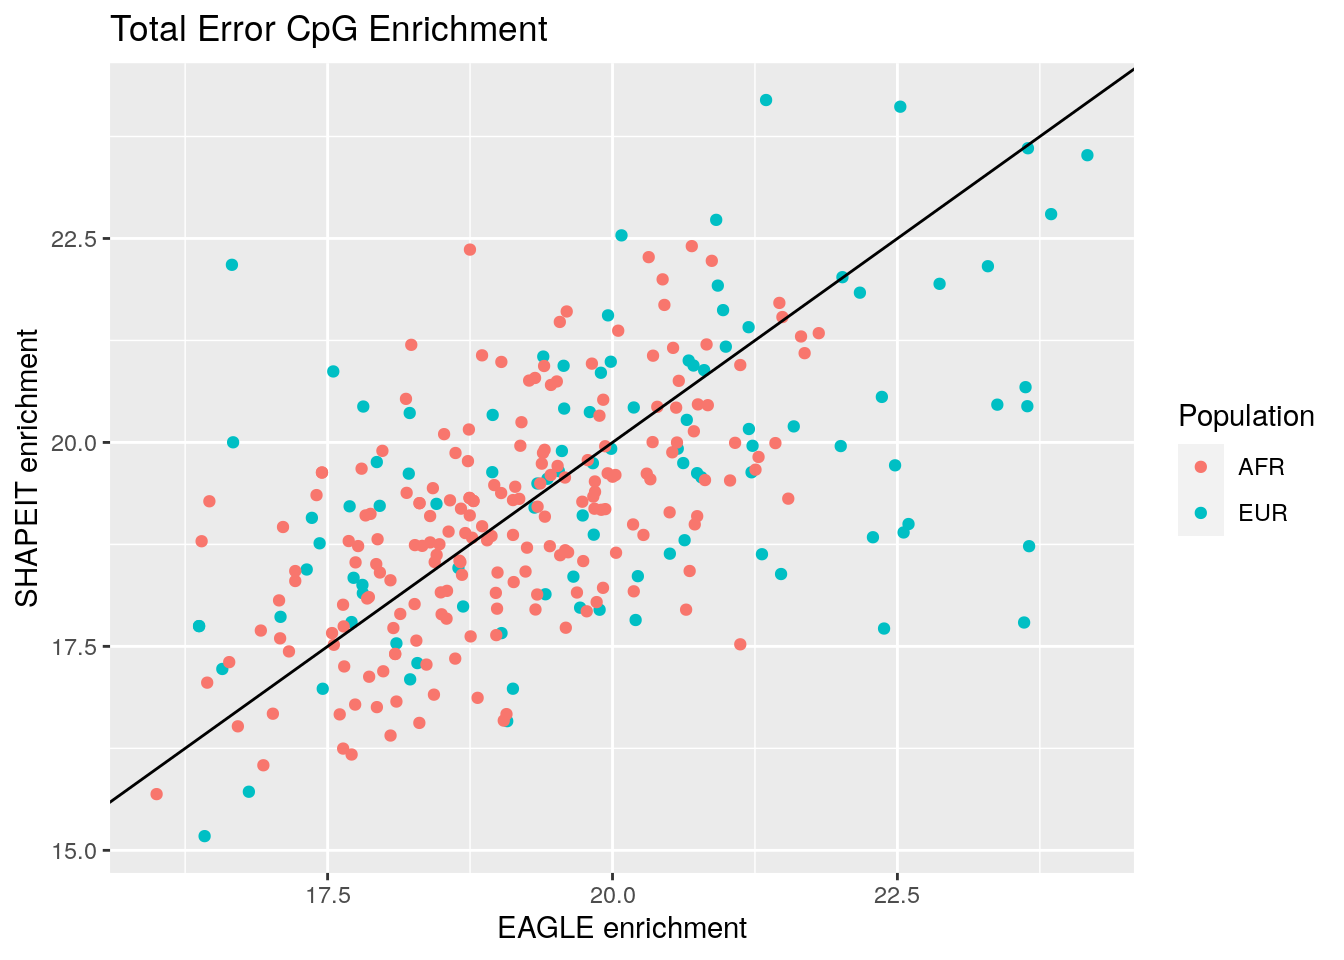 Total Error CpG Enrichment
SHAPEIT enrichment
22.5
20.0
17.5
15.0
17.5
20.0
22.5
EAGLE enrichment
Population
AFR
EUR